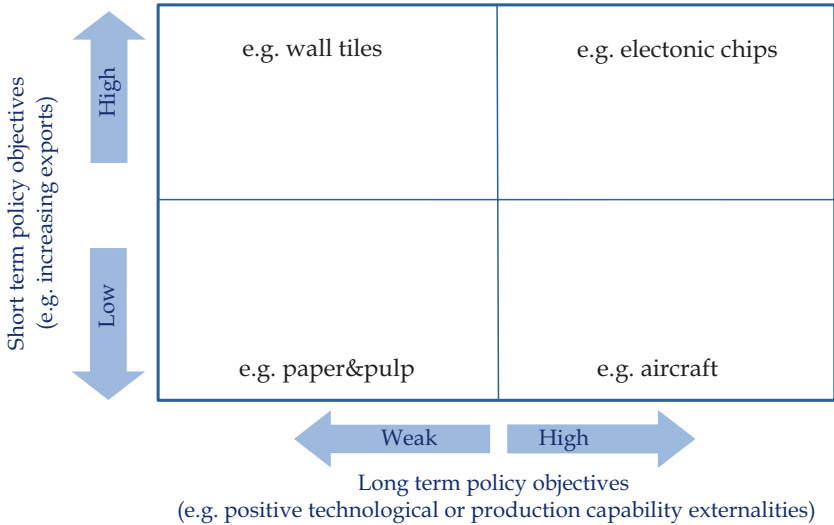 Short term policy objectives
(e.g. increasing exports)
High
Low
e.g. wall tiles
e.g. electonic chips
e.g. paper&pulp
e.g. aircraft
Weak
High
Long term policy objectives
(e.g. positive technological or production capability externalities)